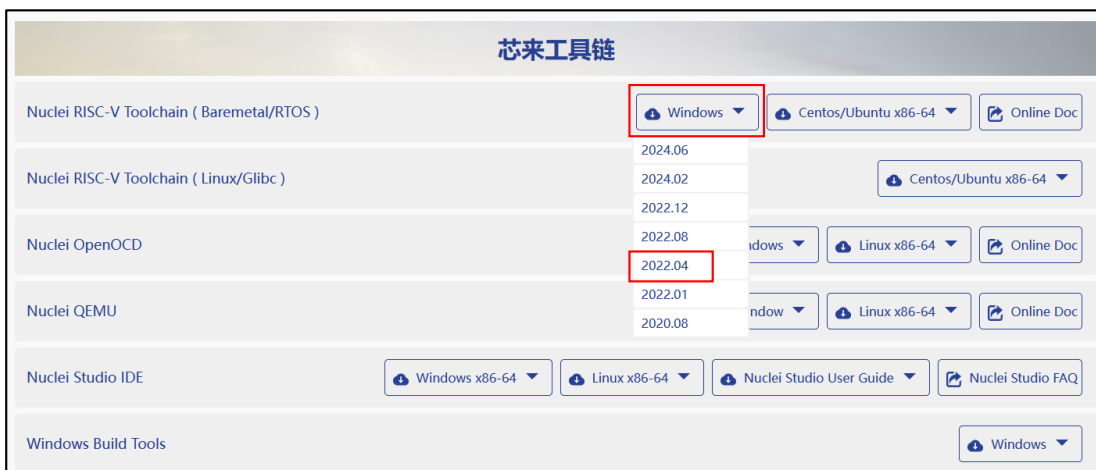 芯来工具链
Nuclei RISC-V Toolchain ( Baremetal/RTOS )
Windows
Centos/Ubuntu x86-64
Online Doc
2024.06
2024.02
2022.12
2022.08
2022.04
2022.01
2020.08
Nuclei RISC-V Toolchain ( Linux/Glibc )
Centos/Ubuntu x86-64
Nuclei OpenOCD
dows
Linux x86-64
Online Doc
Nuclei QEMU
ndow
Linux x86-64
Online Doc
Nuclei Studio IDE
Windows x86-64
Linux x86-64
Nuclei Studio User Guide
Nuclei Studio FAQ
Windows Build Tools
Windows